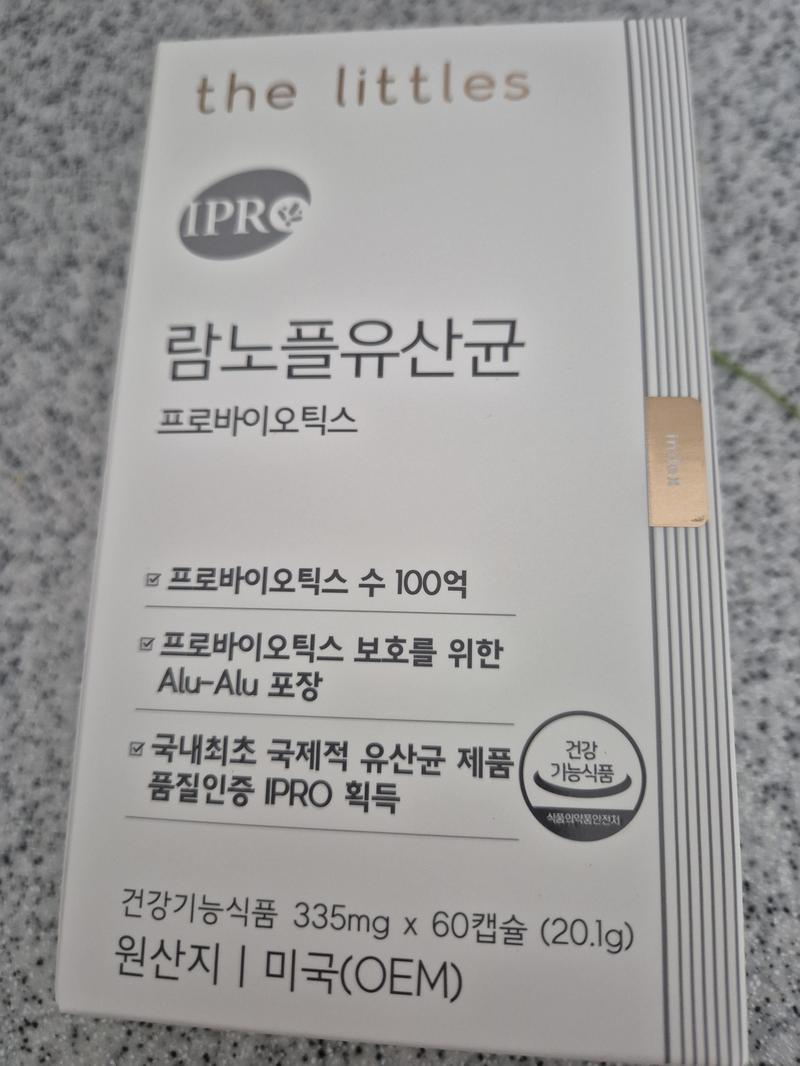 the littles
IPRO
람노플유산균
프로바이오틱스
프로바이오틱스 수 100억
프로바이오틱스 보호를 위한
Alu-Alu 포장
국내최초 국제적 유산균 제품
품질인증 IPRO 획득
건강
기능식품
식품의약품안전처
건강기능식품 335mg x 60캡슐 (20.1g)
원산지 | 미국(OEM)